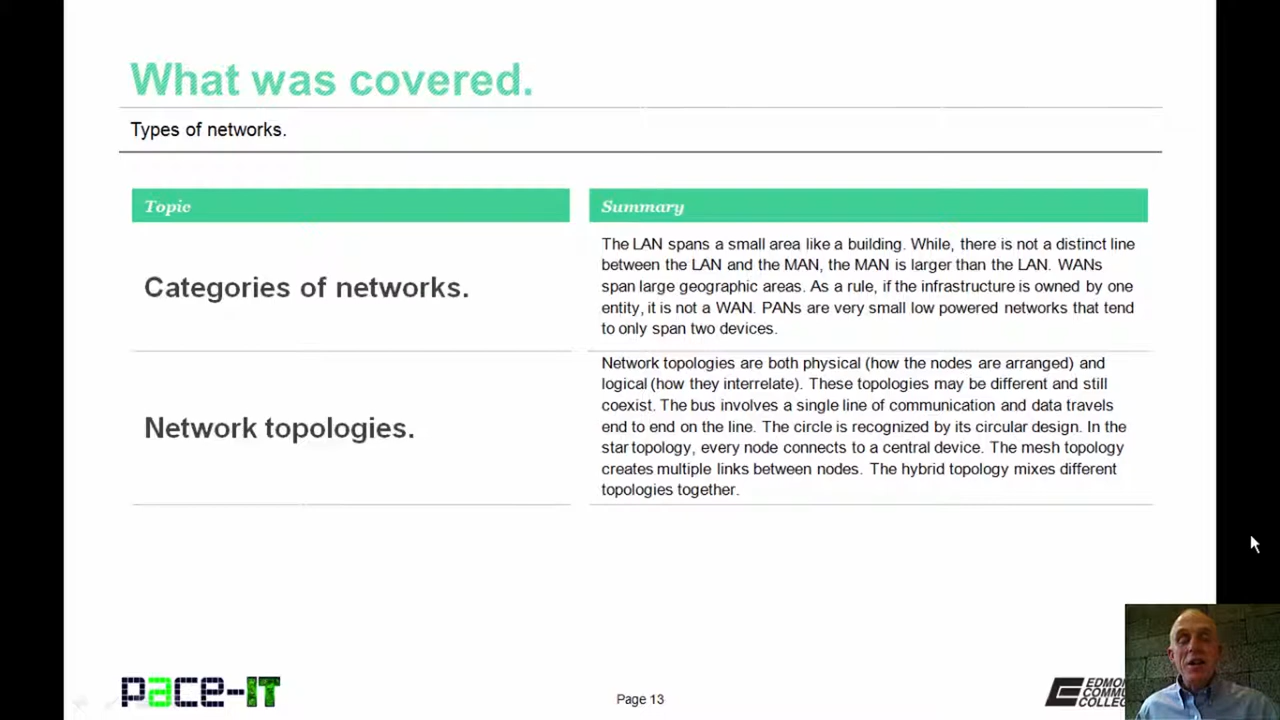 What was covered.
Types of networks.
Topic
Summary
Categories of networks.
The LAN spans a small area like a building. While, there is not a distinct line
between the LAN and the MAN, the MAN is larger than the LAN. WANs
span large geographic areas. As a rule, if the infrastructure is owned by one
entity, it is not a WAN. PANs are very small low powered networks that tend
to only span two devices.
Network topologies.
Network topologies are both physical (how the nodes are arranged) and
logical (how they interrelate). These topologies may be different and still
coexist. The bus involves a single line of communication and data travels
end to end on the line. The circle is recognized by its circular design. In the
star topology, every node connects to a central device. The mesh topology
creates multiple links between nodes. The hybrid topology mixes different
topologies together.
pace-IT
Page 13
EDMO
COMMU
COLLEG